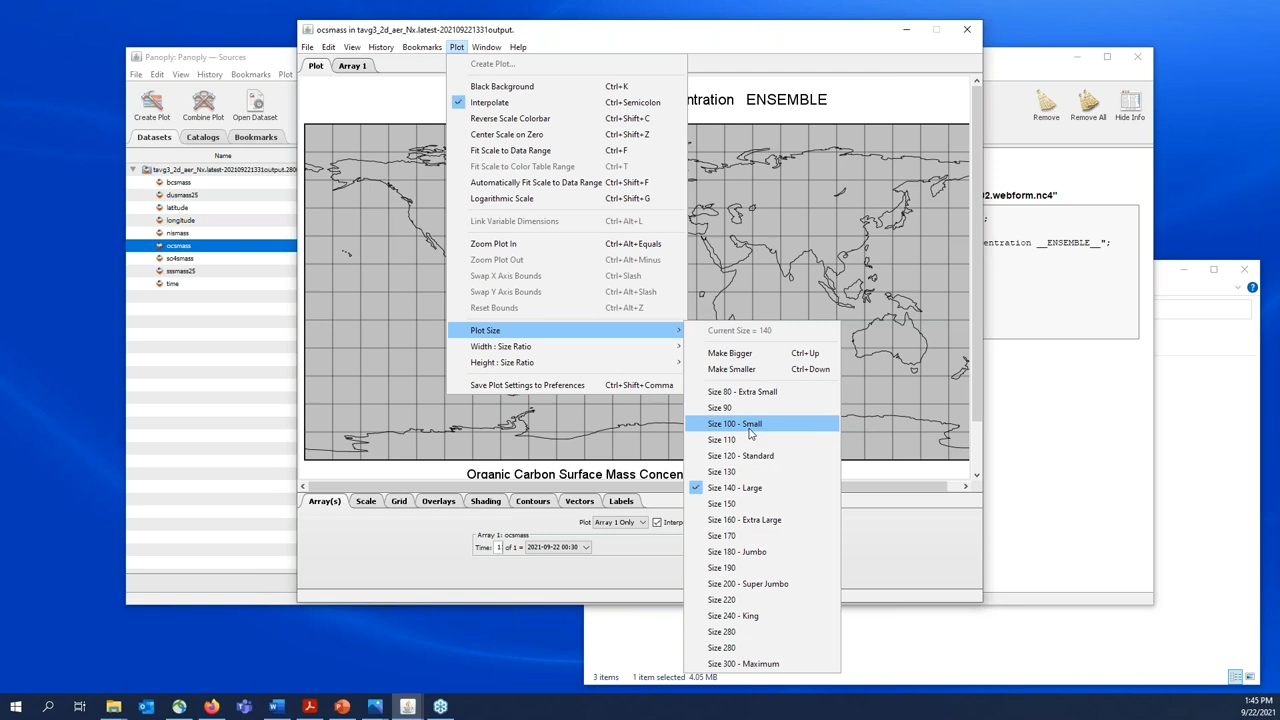 ocsmass in tavg3_2d_aer_Nx.latest-202109221331output.
File Edit View History Bookmarks Plot Window Help
Plot Array 1
Panoply: Panoply — Sources
File Edit View History Bookmarks Plot
Create Plot Combine Plot Open Dataset
Remove Remove All Hide Info
Datasets Catalogs Bookmarks
Name
tavg3_2d_aer_Nx.latest-202109221331output.280
bcsmass
dusmass25
latitude
longitude
nismass
ocsmass
so4smass
sssmass25
time
ntration ENSEMBLE
Create Plot...
Black Background Ctrl+K
Interpolate Ctrl+Semicolon
Reverse Scale Colorbar Ctrl+Shift+C
Center Scale on Zero Ctrl+Shift+Z
Fit Scale to Data Range Ctrl+F
Fit Scale to Color Table Range Ctrl+T
Automatically Fit Scale to Data Range Ctrl+Shift+F
Logarithmic Scale Ctrl+Shift+G
Link Variable Dimensions Ctrl+Alt+L
Zoom Plot In Ctrl+Alt+Equals
Zoom Plot Out Ctrl+Alt+Minus
Swap X Axis Bounds Ctrl+Slash
Swap Y Axis Bounds Ctrl+Alt+Slash
Reset Bounds Ctrl+Alt+Z
Plot Size
Width : Size Ratio
Height : Size Ratio
Save Plot Settings to Preferences Ctrl+Shift+Comma
Current Size = 140
Make Bigger Ctrl+Up
Make Smaller Ctrl+Down
Size 80 - Extra Small
Size 90
Size 100 - Small
Size 110
Size 120 - Standard
Size 130
Size 140 - Large
Size 150
Size 160 - Extra Large
Size 170
Size 180 - Jumbo
Size 190
Size 200 - Super Jumbo
Size 220
Size 240 - King
Size 280
Size 280
Size 300 - Maximum
02.webform.nc4"
;
centration __ENSEMBLE__";
Organic Carbon Surface Mass Concen
Array(s) Scale Grid Overlays Shading Contours Vectors Labels
Plot Array 1 Only Interp
Array 1: ocsmass
Time: 1 of 1 = 2021-09-22 00:30
3 items 1 item selected 4.05 MB
1:45 PM
9/22/2021